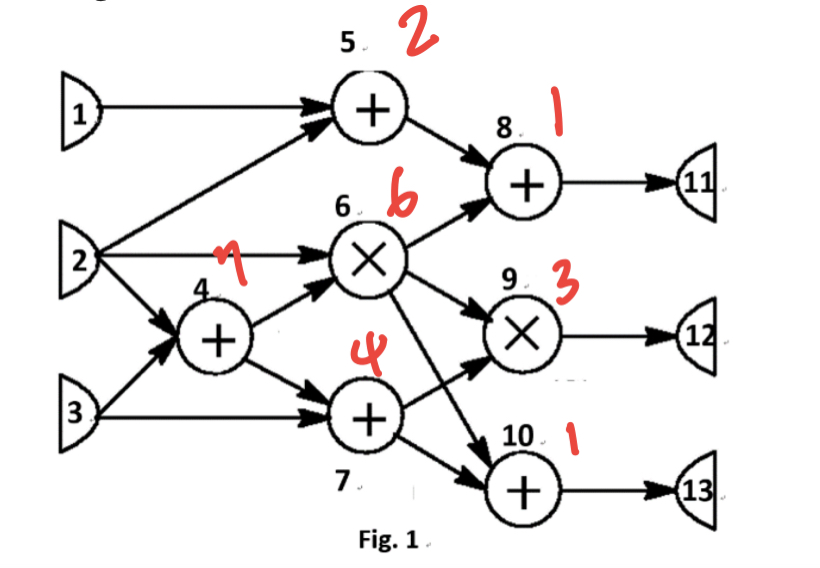 5 2
1 + 8 1
+ 11
6 6
2 7 × 9 3
4
+ 4 × 12
3 + 10 1
7 + 13
Fig. 1